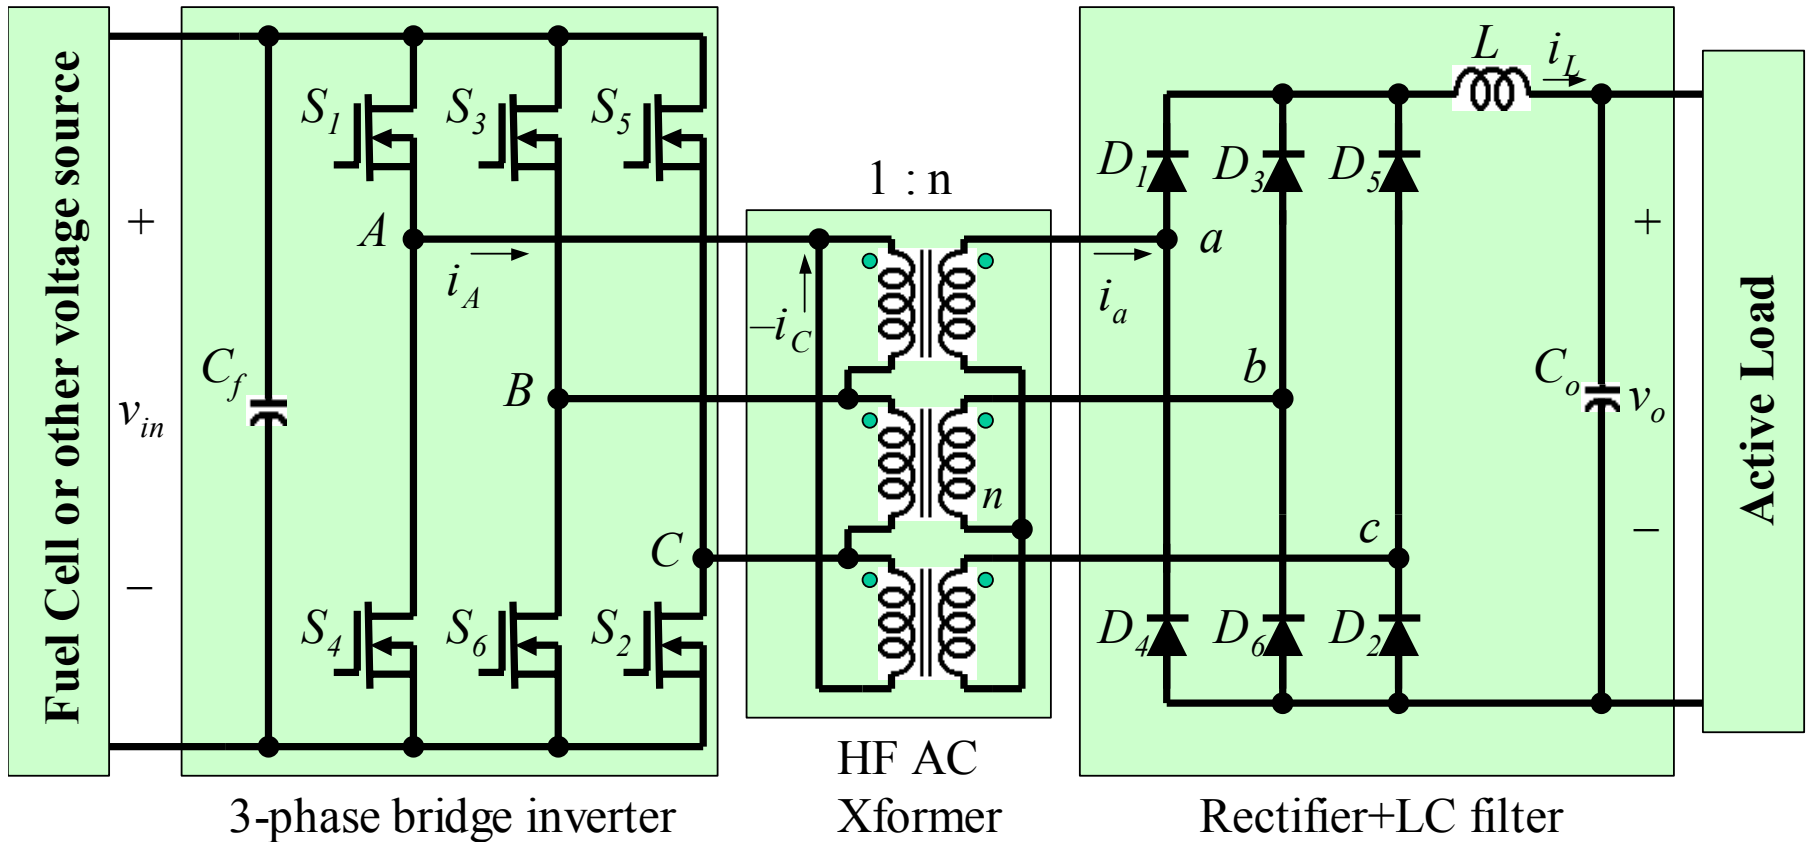 Fuel Cell or other voltage source
+
v_in
−
C_f
S_1
S_3
S_5
A
i_A
B
C
S_4
S_6
S_2
3-phase bridge inverter
1 : n
−i_C
n
HF AC
Xformer
L
i_L
D_1
D_3
D_5
a
i_a
b
c
D_4
D_6
D_2
C_o
+
v_o
−
Rectifier+LC filter
Active Load